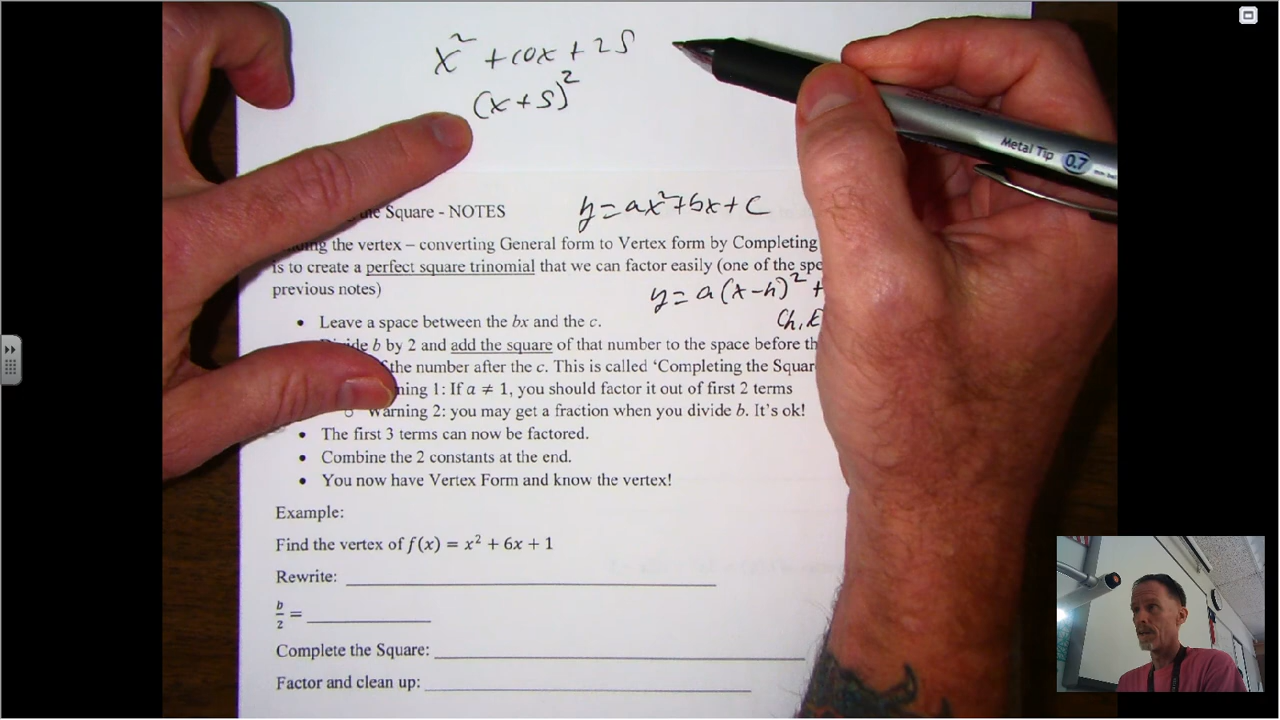 x² + 10x + 25
(x + 5)²
Metal Tip 0.7
the Square - NOTES
y = ax² + bx + c
the vertex – converting General form to Vertex form by Completing
is to create a perfect square trinomial that we can factor easily (one of the
previous notes)
y = a(x - h)² +
(h, k
• Leave a space between the bx and the c.
by 2 and add the square of that number to the space before
the number after the c. This is called ‘Completing the
1: If a ≠ 1, you should factor it out of first 2 terms
○ Warning 2: you may get a fraction when you divide b. It’s ok!
• The first 3 terms can now be factored.
• Combine the 2 constants at the end.
• You now have Vertex Form and know the vertex!
Example:
Find the vertex of f(x) = x² + 6x + 1
Rewrite:
b/2 =
Complete the Square:
Factor and clean up: